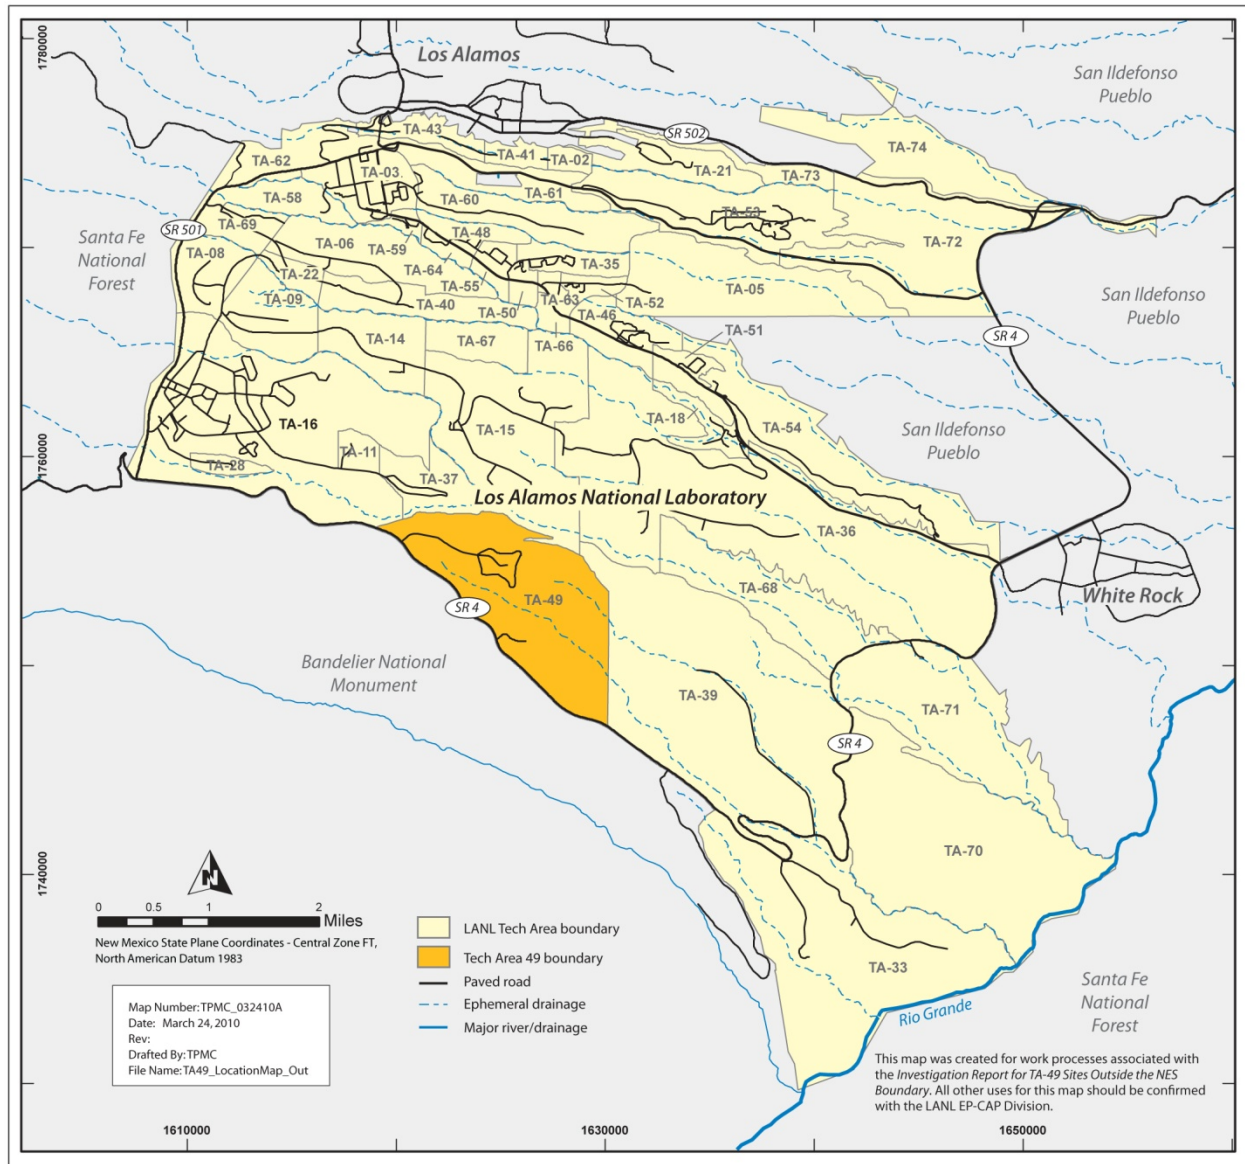 1780000
Los Alamos
San Ildefonso
Pueblo
SR 502
TA-43
TA-74
TA-41
TA-02
TA-62
TA-21
TA-73
TA-03
TA-61
TA-58
TA-60
TA-53
SR 501
TA-69
TA-48
TA-72
Santa Fe
National
Forest
TA-08
TA-06
TA-59
TA-64
TA-35
TA-22
TA-55
TA-05
San Ildefonso
Pueblo
TA-09
TA-40
TA-50
TA-63
TA-52
TA-46
TA-51
SR 4
TA-14
TA-67
TA-66
TA-16
TA-15
TA-18
TA-54
San Ildefonso
Pueblo
1760000
TA-11
TA-28
TA-37
Los Alamos National Laboratory
TA-36
TA-68
White Rock
TA-49
SR 4
Bandelier National
Monument
TA-39
TA-71
SR 4
TA-70
1740000
N
0 0.5 1 2
Miles
New Mexico State Plane Coordinates - Central Zone FT,
North American Datum 1983
LANL Tech Area boundary
Tech Area 49 boundary
Paved road
Ephemeral drainage
Major river/drainage
TA-33
Rio Grande
Santa Fe
National
Forest
Map Number: TPMC_032410A
Date: March 24, 2010
Rev:
Drafted By: TPMC
File Name: TA49_LocationMap_Out
This map was created for work processes associated with
the Investigation Report for TA-49 Sites Outside the NES
Boundary. All other uses for this map should be confirmed
with the LANL EP-CAP Division.
1610000
1630000
1650000